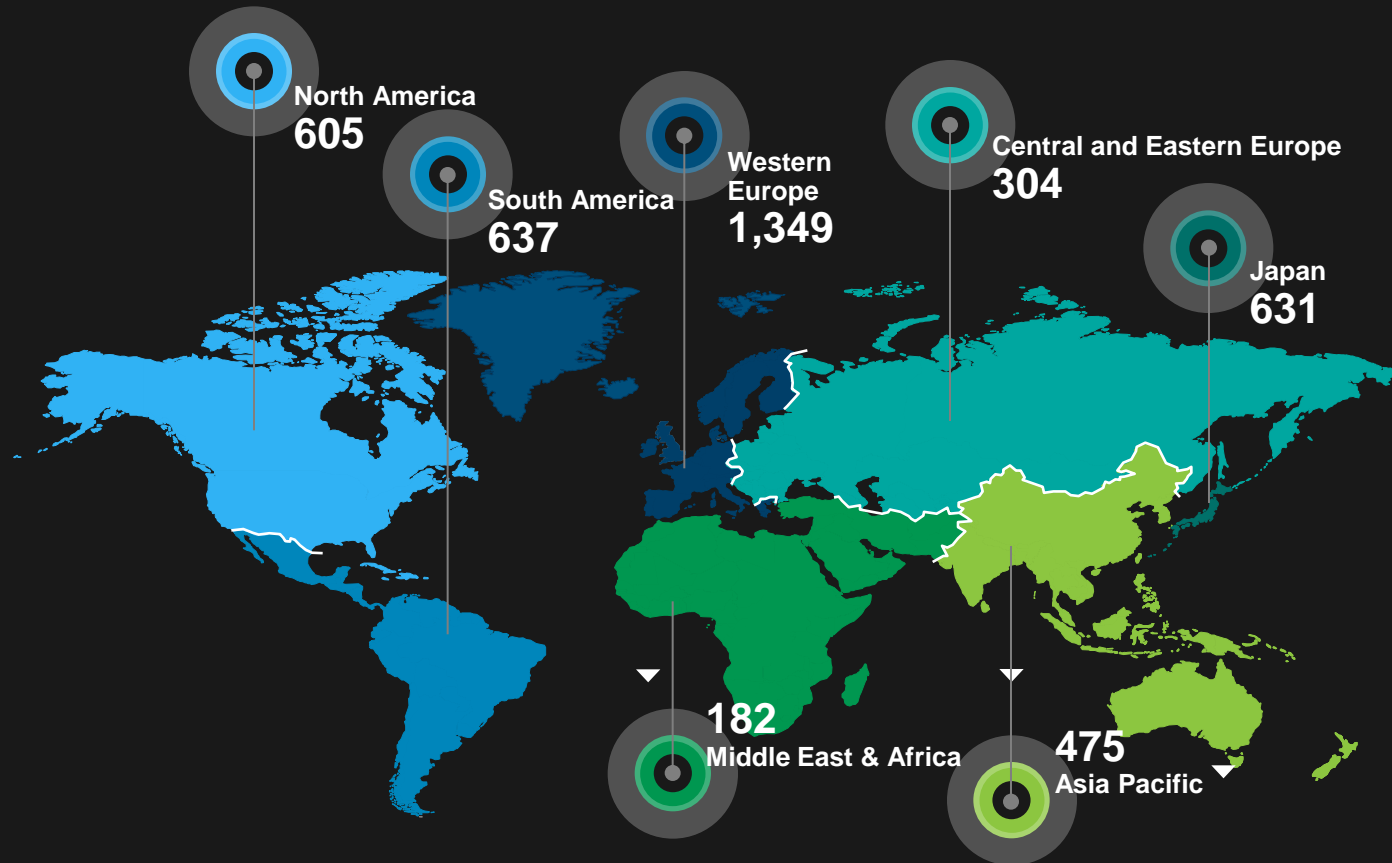 North America
605
South America
637
Western
Europe
1,349
Central and Eastern Europe
304
Japan
631
182
Middle East & Africa
475
Asia Pacific